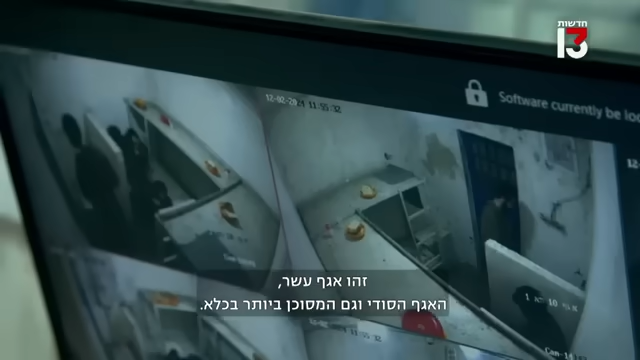 חדשות
13
Software currently be loc
12-02-2024 11:55:32
זהו אגף עשר,
האגף הסודי וגם המסוכן ביותר בכלא.